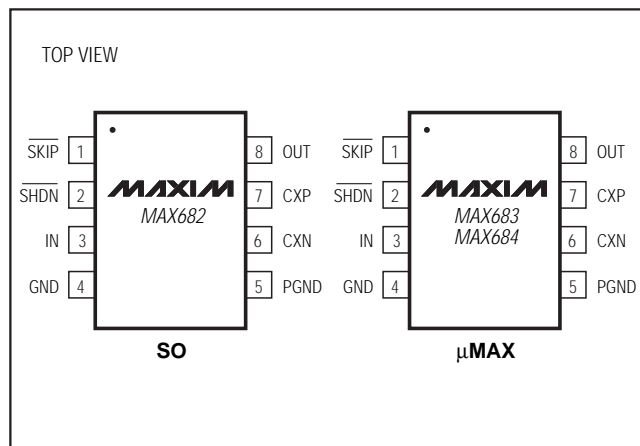 TOP VIEW
SKIP 1
SHDN 2
IN 3
GND 4
MAXIM
MAX682
8 OUT
7 CXP
6 CXN
5 PGND
SO
SKIP 1
SHDN 2
IN 3
GND 4
MAXIM
MAX683
MAX684
8 OUT
7 CXP
6 CXN
5 PGND
μMAX